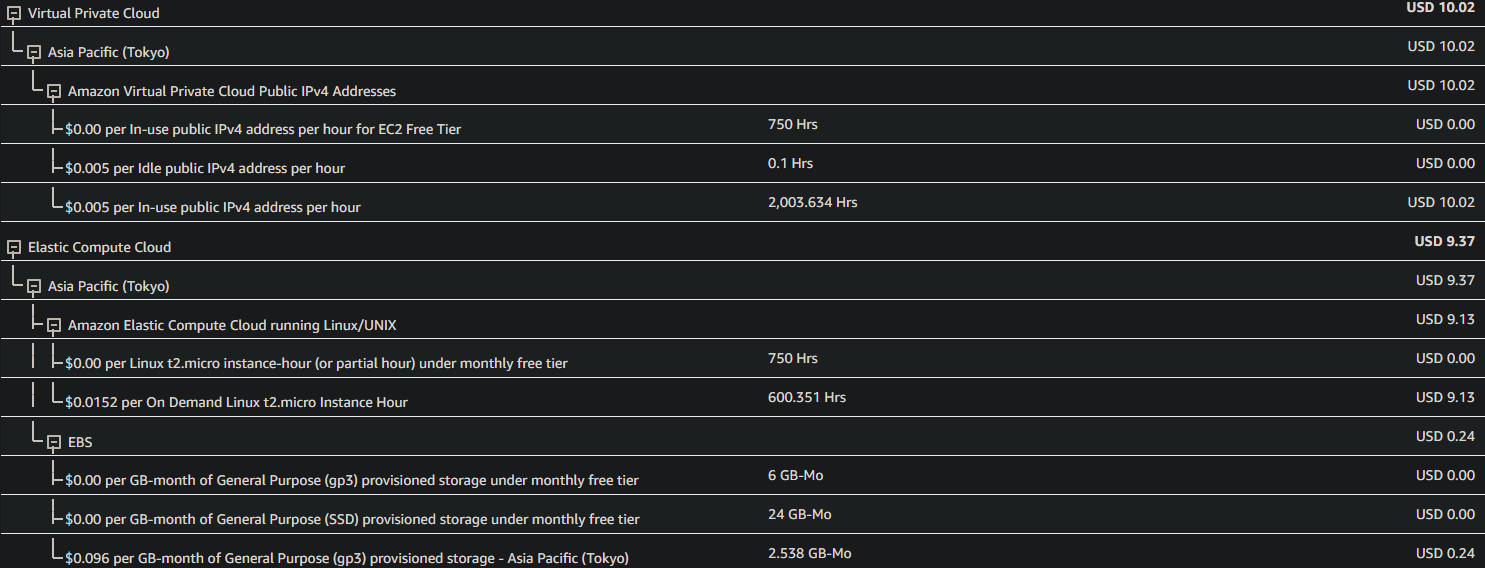 Virtual Private Cloud USD 10.02
Asia Pacific (Tokyo) USD 10.02
Amazon Virtual Private Cloud Public IPv4 Addresses USD 10.02
$0.00 per In-use public IPv4 address per hour for EC2 Free Tier 750 Hrs USD 0.00
$0.005 per Idle public IPv4 address per hour 0.1 Hrs USD 0.00
$0.005 per In-use public IPv4 address per hour 2,003.634 Hrs USD 10.02
Elastic Compute Cloud USD 9.37
Asia Pacific (Tokyo) USD 9.37
Amazon Elastic Compute Cloud running Linux/UNIX USD 9.13
$0.00 per Linux t2.micro instance-hour (or partial hour) under monthly free tier 750 Hrs USD 0.00
$0.0152 per On Demand Linux t2.micro Instance Hour 600.351 Hrs USD 9.13
EBS USD 0.24
$0.00 per GB-month of General Purpose (gp3) provisioned storage under monthly free tier 6 GB-Mo USD 0.00
$0.00 per GB-month of General Purpose (SSD) provisioned storage under monthly free tier 24 GB-Mo USD 0.00
$0.096 per GB-month of General Purpose (gp3) provisioned storage - Asia Pacific (Tokyo) 2.538 GB-Mo USD 0.24